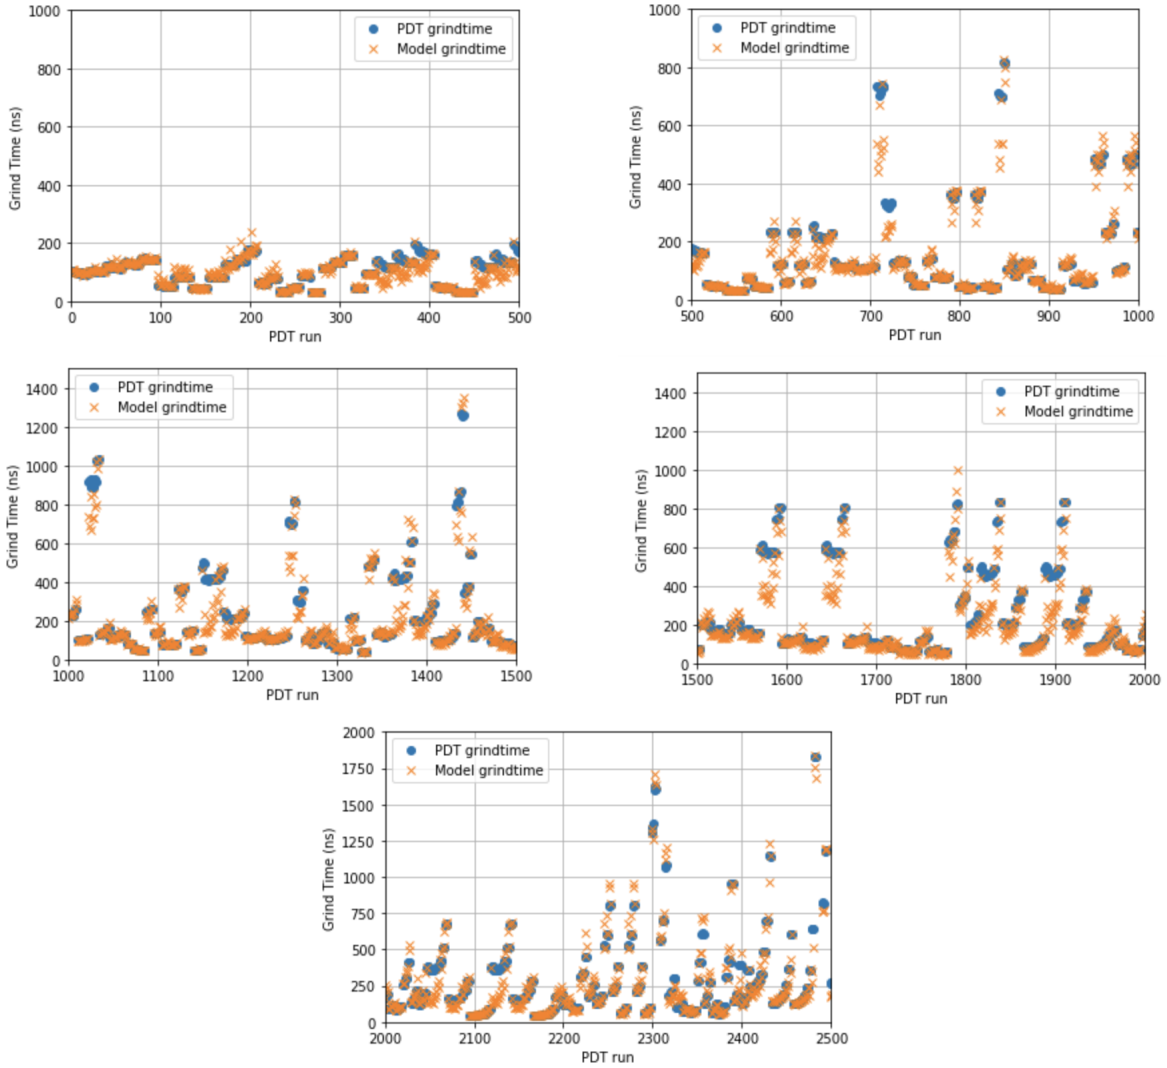 1000
800
600
400
200
0
Grind Time (ns)
PDT grindtime
Model grindtime
0 100 200 300 400 500
PDT run
1000
800
600
400
200
0
Grind Time (ns)
PDT grindtime
Model grindtime
500 600 700 800 900 1000
PDT run
1400
1200
1000
800
600
400
200
0
Grind Time (ns)
PDT grindtime
Model grindtime
1000 1100 1200 1300 1400 1500
PDT run
1400
1200
1000
800
600
400
200
0
Grind Time (ns)
PDT grindtime
Model grindtime
1500 1600 1700 1800 1900 2000
PDT run
2000
1750
1500
1250
1000
750
500
250
0
Grind Time (ns)
PDT grindtime
Model grindtime
2000 2100 2200 2300 2400 2500
PDT run